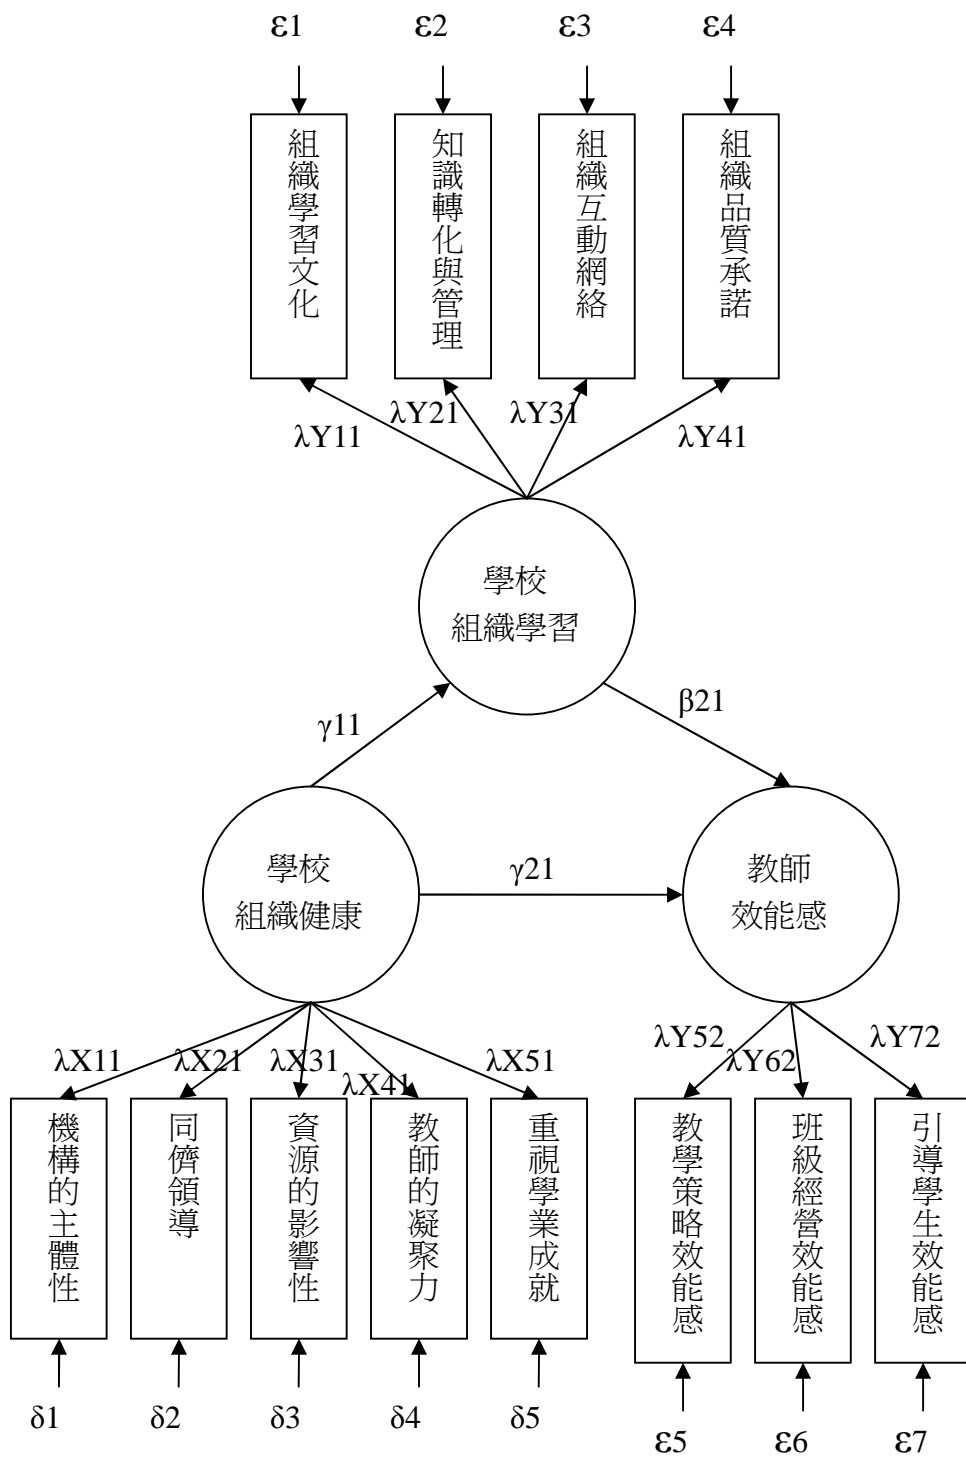 ε1 ε2 ε3 ε4
組織學習文化
知識轉化與管理
組織互動網絡
組織品質承諾
λY11 λY21 λY31 λY41
學校
組織學習
γ11
β21
學校
組織健康
γ21
教師
效能感
λX11 λX21 λX31 λX41 λX51
λY52 λY62 λY72
機構的主體性
同儕領導
資源的影響性
教師的凝聚力
重視學業成就
教學策略效能感
班級經營效能感
引導學生效能感
δ1 δ2 δ3 δ4 δ5
ε5 ε6 ε7